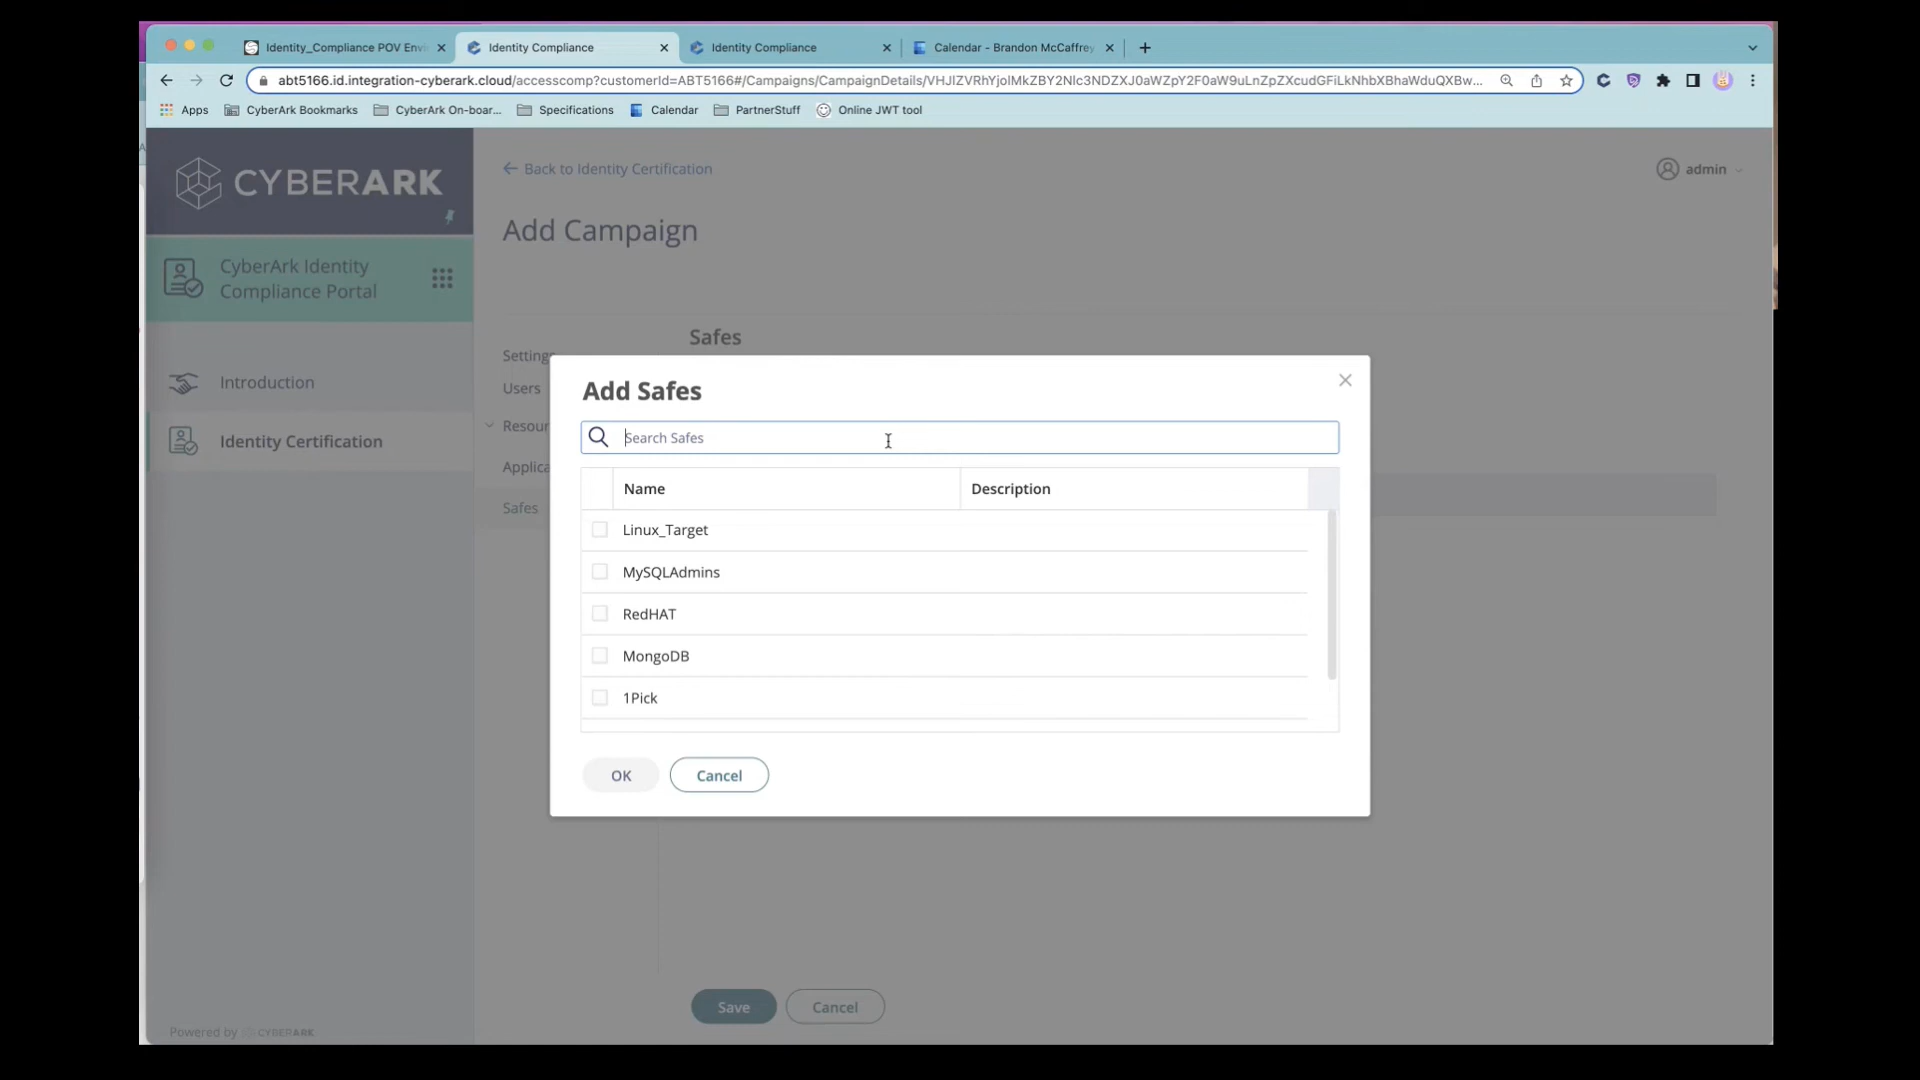 Identity_Compliance POV Envi
Identity Compliance
Identity Compliance
Calendar - Brandon McCaffrey
abt5166.id.integration-cyberark.cloud/accesscomp?customerId=ABT5166#/Campaigns/CampaignDetails/VHJlZVRhYjolMkZBY2Nlc3NDZXJ0aWZpY2F0aW9uLnZpZXcudGFiLkNhbXBhaWduQXBw...
Apps
CyberArk Bookmarks
CyberArk On-boar...
Specifications
Calendar
PartnerStuff
Online JWT tool
CYBERARK
Back to Identity Certification
admin
Add Campaign
CyberArk Identity
Compliance Portal
Introduction
Identity Certification
Safes
Settings
Users
Resour
Applica
Safes
Add Safes
Search Safes
Name
Description
Linux_Target
MySQLAdmins
RedHAT
MongoDB
1Pick
OK
Cancel
Save
Cancel
Powered by CYBERARK